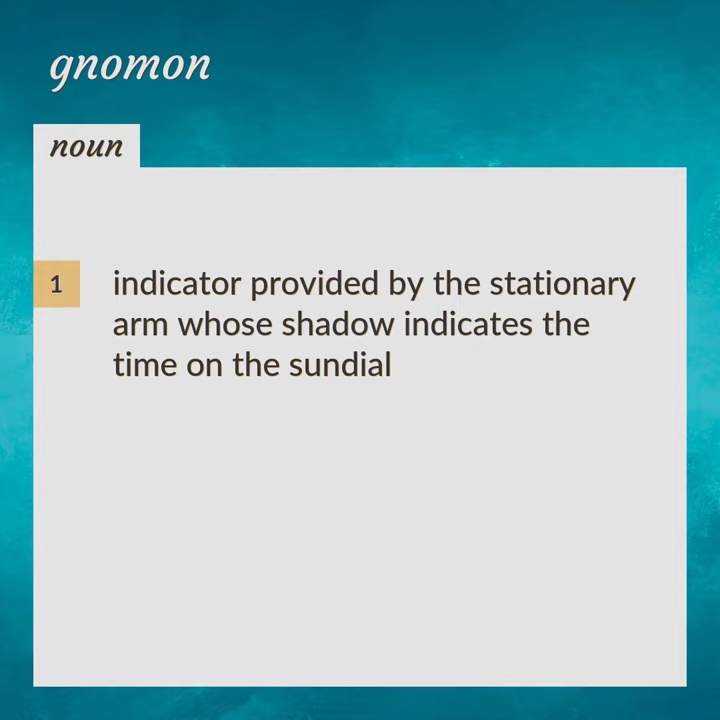 gnomon
noun
1 indicator provided by the stationary
arm whose shadow indicates the
time on the sundial